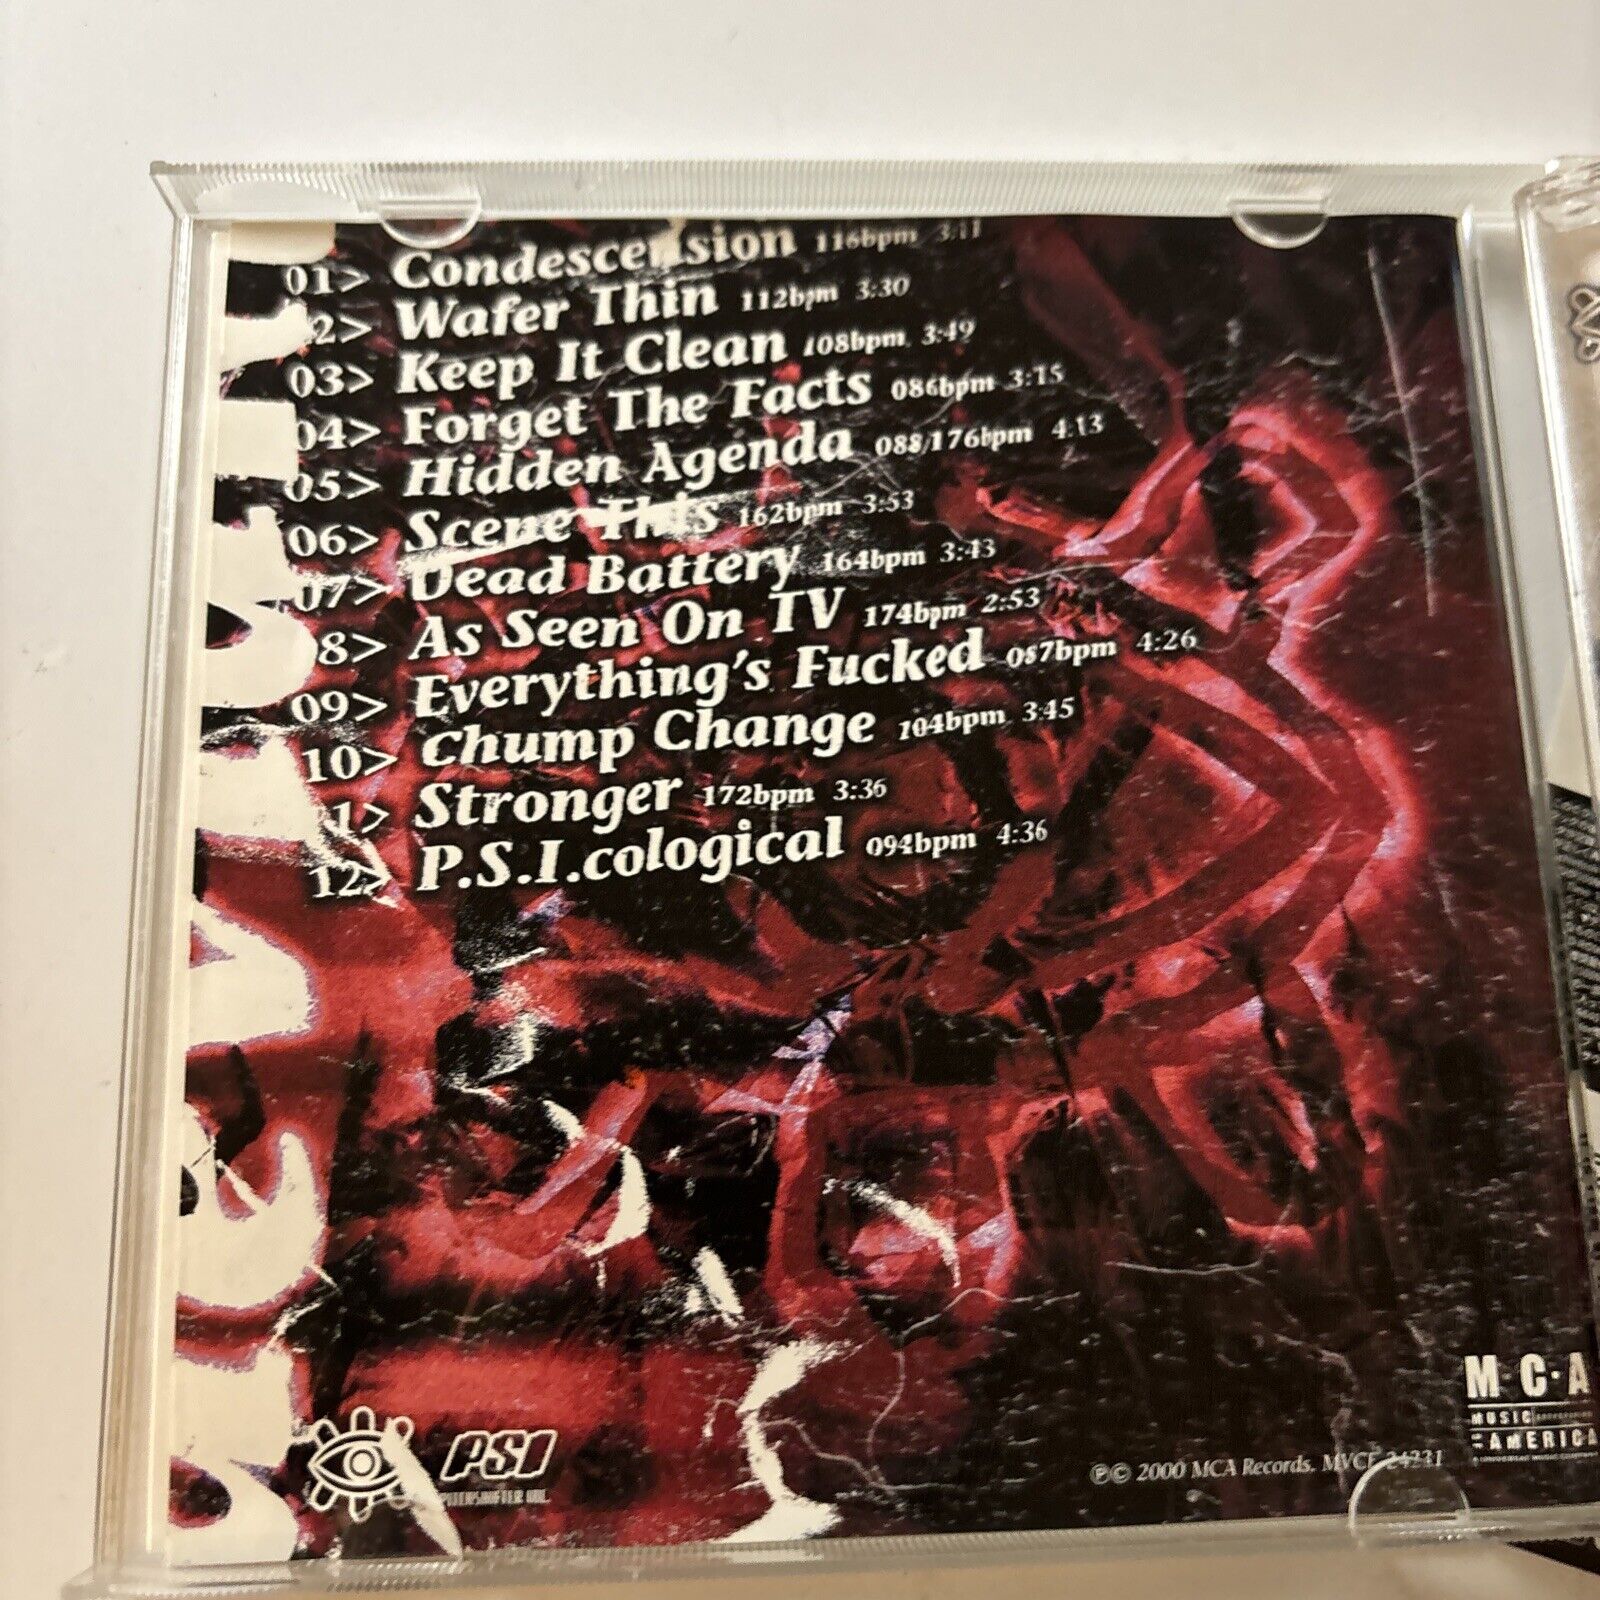 01> Condescension 116bpm 3:11
2> Wafer Thin 112bpm 3:30
03> Keep It Clean 108bpm 3:49
04> Forget The Facts 086bpm 3:15
05> Hidden Agenda 088/176bpm 4:13
06> Scene This 162bpm 3:53
07> Dead Battery 164bpm 3:43
8> As Seen On TV 174bpm 2:53
09> Everything's Fucked 087bpm 4:26
10> Chump Change 104bpm 3:45
1> Stronger 172bpm 3:36
12> P.S.I.cological 094bpm 4:36
PSI
℗© 2000 MCA Records. MVCE 24231
M·C·A
MUSIC
AMERICA